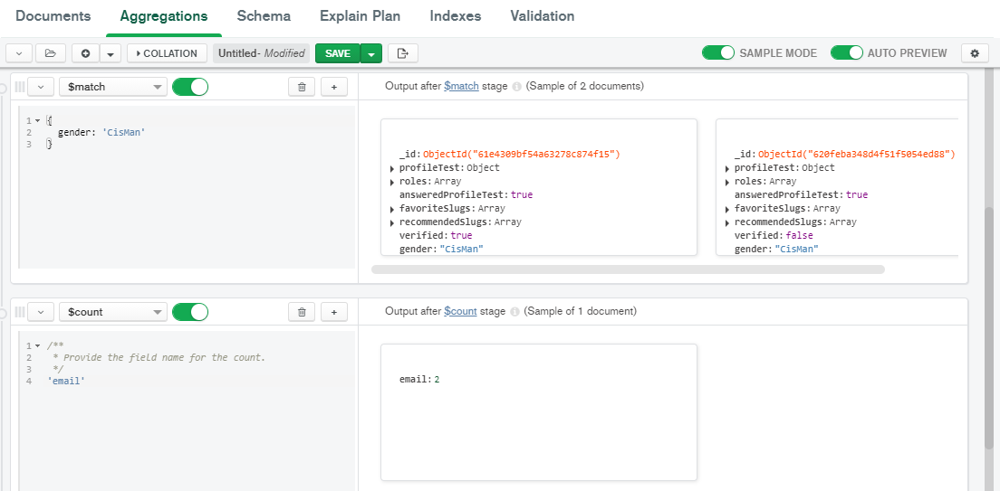 Documents Aggregations Schema Explain Plan Indexes Validation
COLLATION Untitled- Modified SAVE SAMPLE MODE AUTO PREVIEW
$match + Output after $match stage (Sample of 2 documents)
1 {
2 gender: 'CisMan'
3 }
_id: ObjectId("61e4309bf54a63278c874f15")
profileTest: Object
roles: Array
answeredProfileTest: true
favoriteSlugs: Array
recommendedSlugs: Array
verified: true
gender: "CisMan"
_id: ObjectId("620feba348d4f51f5054ed88")
profileTest: Object
roles: Array
answeredProfileTest: true
favoriteSlugs: Array
recommendedSlugs: Array
verified: false
gender: "CisMan"
$count + Output after $count stage (Sample of 1 document)
1 /**
2 * Provide the field name for the count.
3 */
4 'email'
email: 2